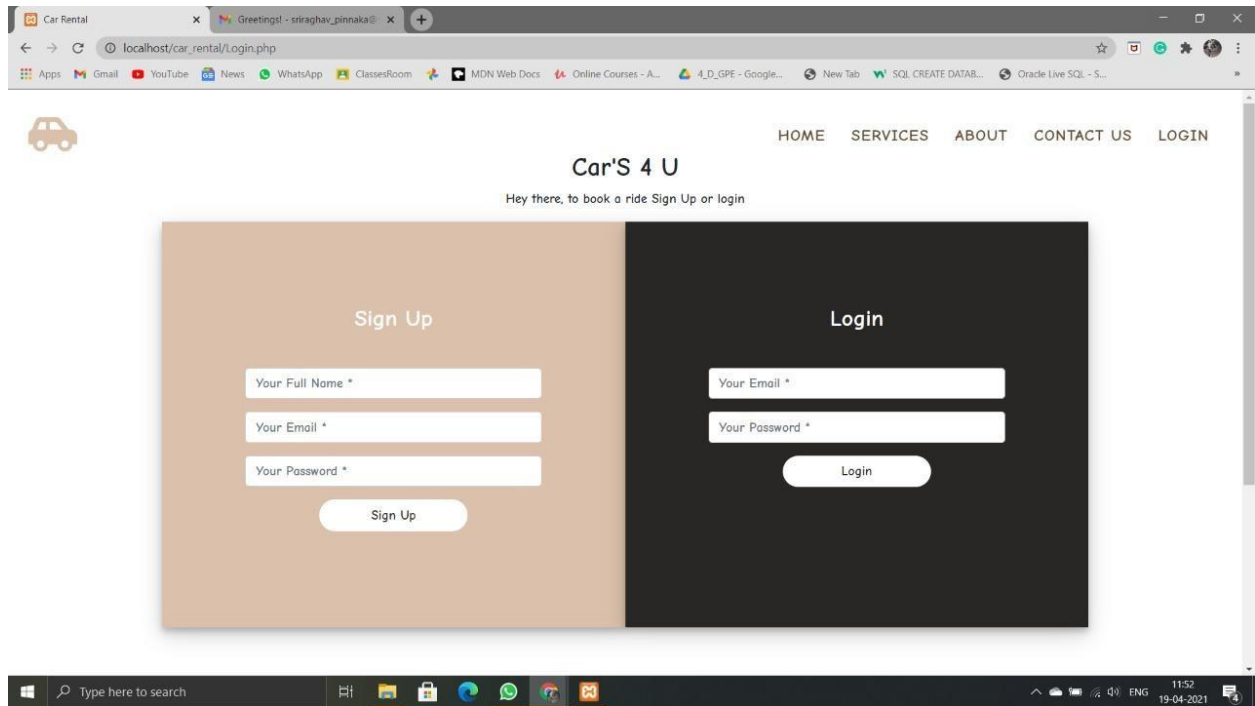 Car Rental
Greetings! - sriraghav_pinnaka@
localhost/car_rental/Login.php
Apps Gmail YouTube News WhatsApp ClassesRoom MDN Web Docs Online Courses - A... 4_D_GPE - Google... New Tab SQL CREATE DATAB... Oracle Live SQL - S... »
HOME SERVICES ABOUT CONTACT US LOGIN
Car'S 4 U
Hey there, to book a ride Sign Up or login
Sign Up
Your Full Name *
Your Email *
Your Password *
Sign Up
Login
Your Email *
Your Password *
Login
Type here to search
ENG
11:52
19-04-2021
4